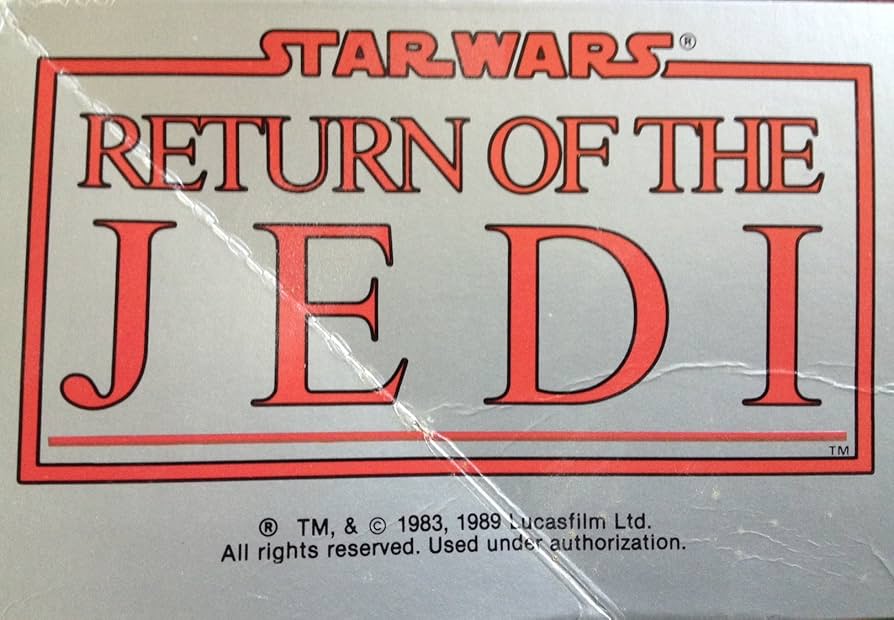 STAR WARS®
RETURN OF THE
JEDI
TM
® TM, & © 1983, 1989 Lucasfilm Ltd.
All rights reserved. Used under authorization.